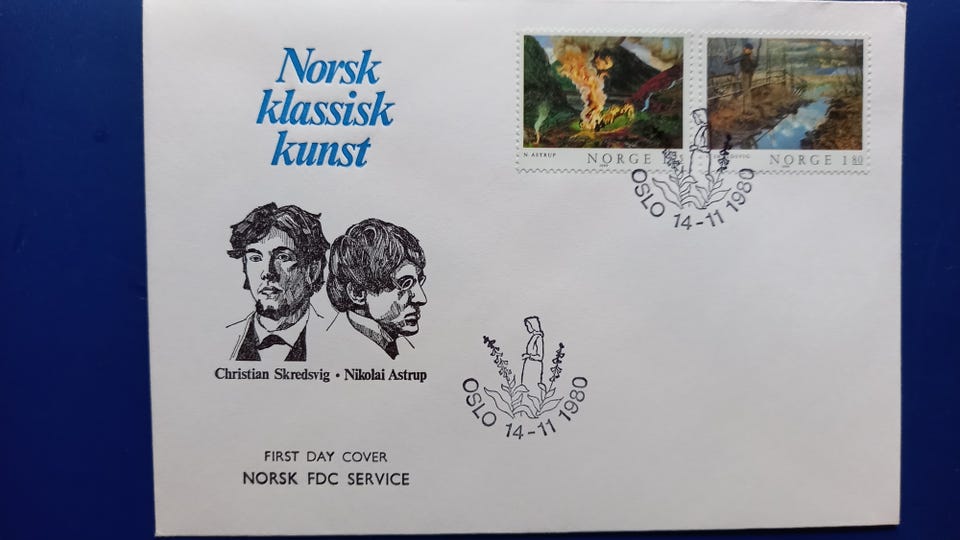 Norsk
klassisk
kunst
N. ASTRUP
NORGE
NORGE 1 80
OSLO 14-11 1980
Christian Skredsvig • Nikolai Astrup
OSLO 14-11 1980
FIRST DAY COVER
NORSK FDC SERVICE